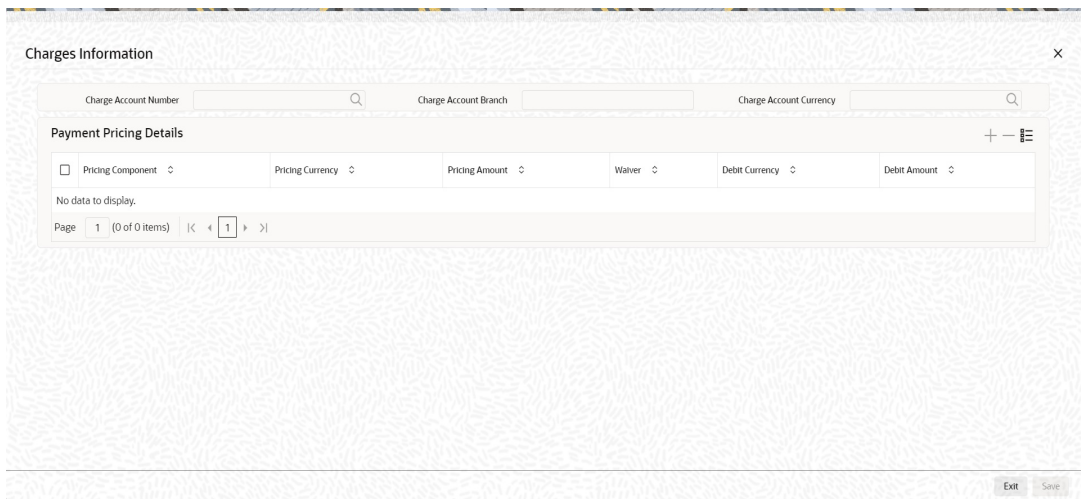 Charges Information
Charge Account Number Charge Account Branch Charge Account Currency
Payment Pricing Details
Pricing Component Pricing Currency Pricing Amount Waiver Debit Currency Debit Amount
No data to display.
Page 1 (0 of 0 items) 1
Exit Save